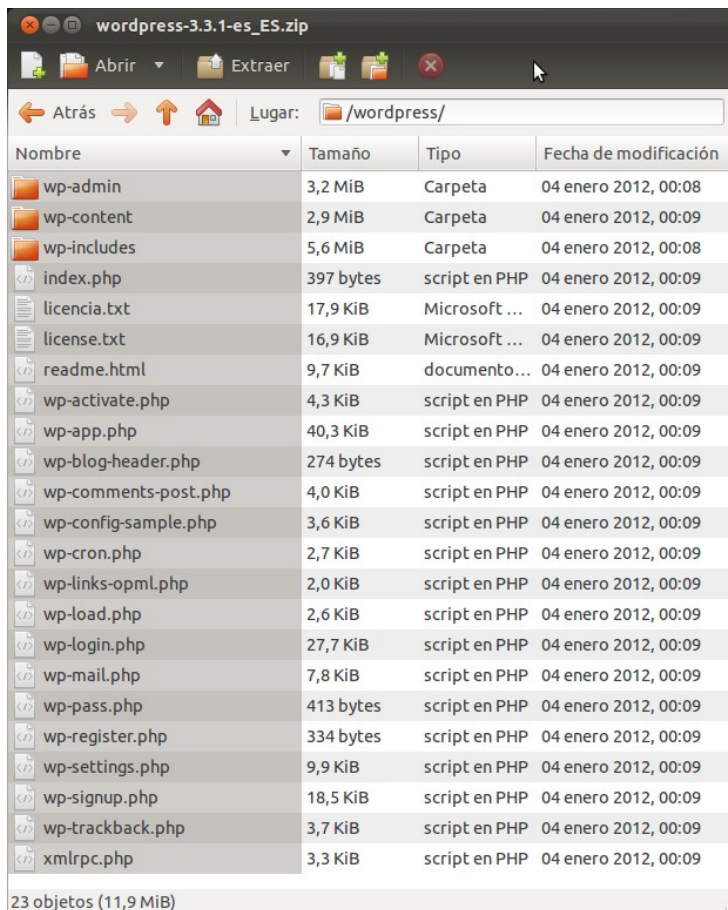 wordpress-3.3.1-es_ES.zip
Abrir Extraer
Atrás Lugar: /wordpress/
Nombre Tamaño Tipo Fecha de modificación
wp-admin 3,2 MiB Carpeta 04 enero 2012, 00:08
wp-content 2,9 MiB Carpeta 04 enero 2012, 00:09
wp-includes 5,6 MiB Carpeta 04 enero 2012, 00:08
index.php 397 bytes script en PHP 04 enero 2012, 00:09
licencia.txt 17,9 KiB Microsoft ... 04 enero 2012, 00:09
license.txt 16,9 KiB Microsoft ... 04 enero 2012, 00:09
readme.html 9,7 KiB documento... 04 enero 2012, 00:09
wp-activate.php 4,3 KiB script en PHP 04 enero 2012, 00:09
wp-app.php 40,3 KiB script en PHP 04 enero 2012, 00:09
wp-blog-header.php 274 bytes script en PHP 04 enero 2012, 00:09
wp-comments-post.php 4,0 KiB script en PHP 04 enero 2012, 00:09
wp-config-sample.php 3,6 KiB script en PHP 04 enero 2012, 00:09
wp-cron.php 2,7 KiB script en PHP 04 enero 2012, 00:09
wp-links-opml.php 2,0 KiB script en PHP 04 enero 2012, 00:09
wp-load.php 2,6 KiB script en PHP 04 enero 2012, 00:09
wp-login.php 27,7 KiB script en PHP 04 enero 2012, 00:09
wp-mail.php 7,8 KiB script en PHP 04 enero 2012, 00:09
wp-pass.php 413 bytes script en PHP 04 enero 2012, 00:09
wp-register.php 334 bytes script en PHP 04 enero 2012, 00:09
wp-settings.php 9,9 KiB script en PHP 04 enero 2012, 00:09
wp-signup.php 18,5 KiB script en PHP 04 enero 2012, 00:09
wp-trackback.php 3,7 KiB script en PHP 04 enero 2012, 00:09
xmlrpc.php 3,3 KiB script en PHP 04 enero 2012, 00:09
23 objetos (11,9 MiB)